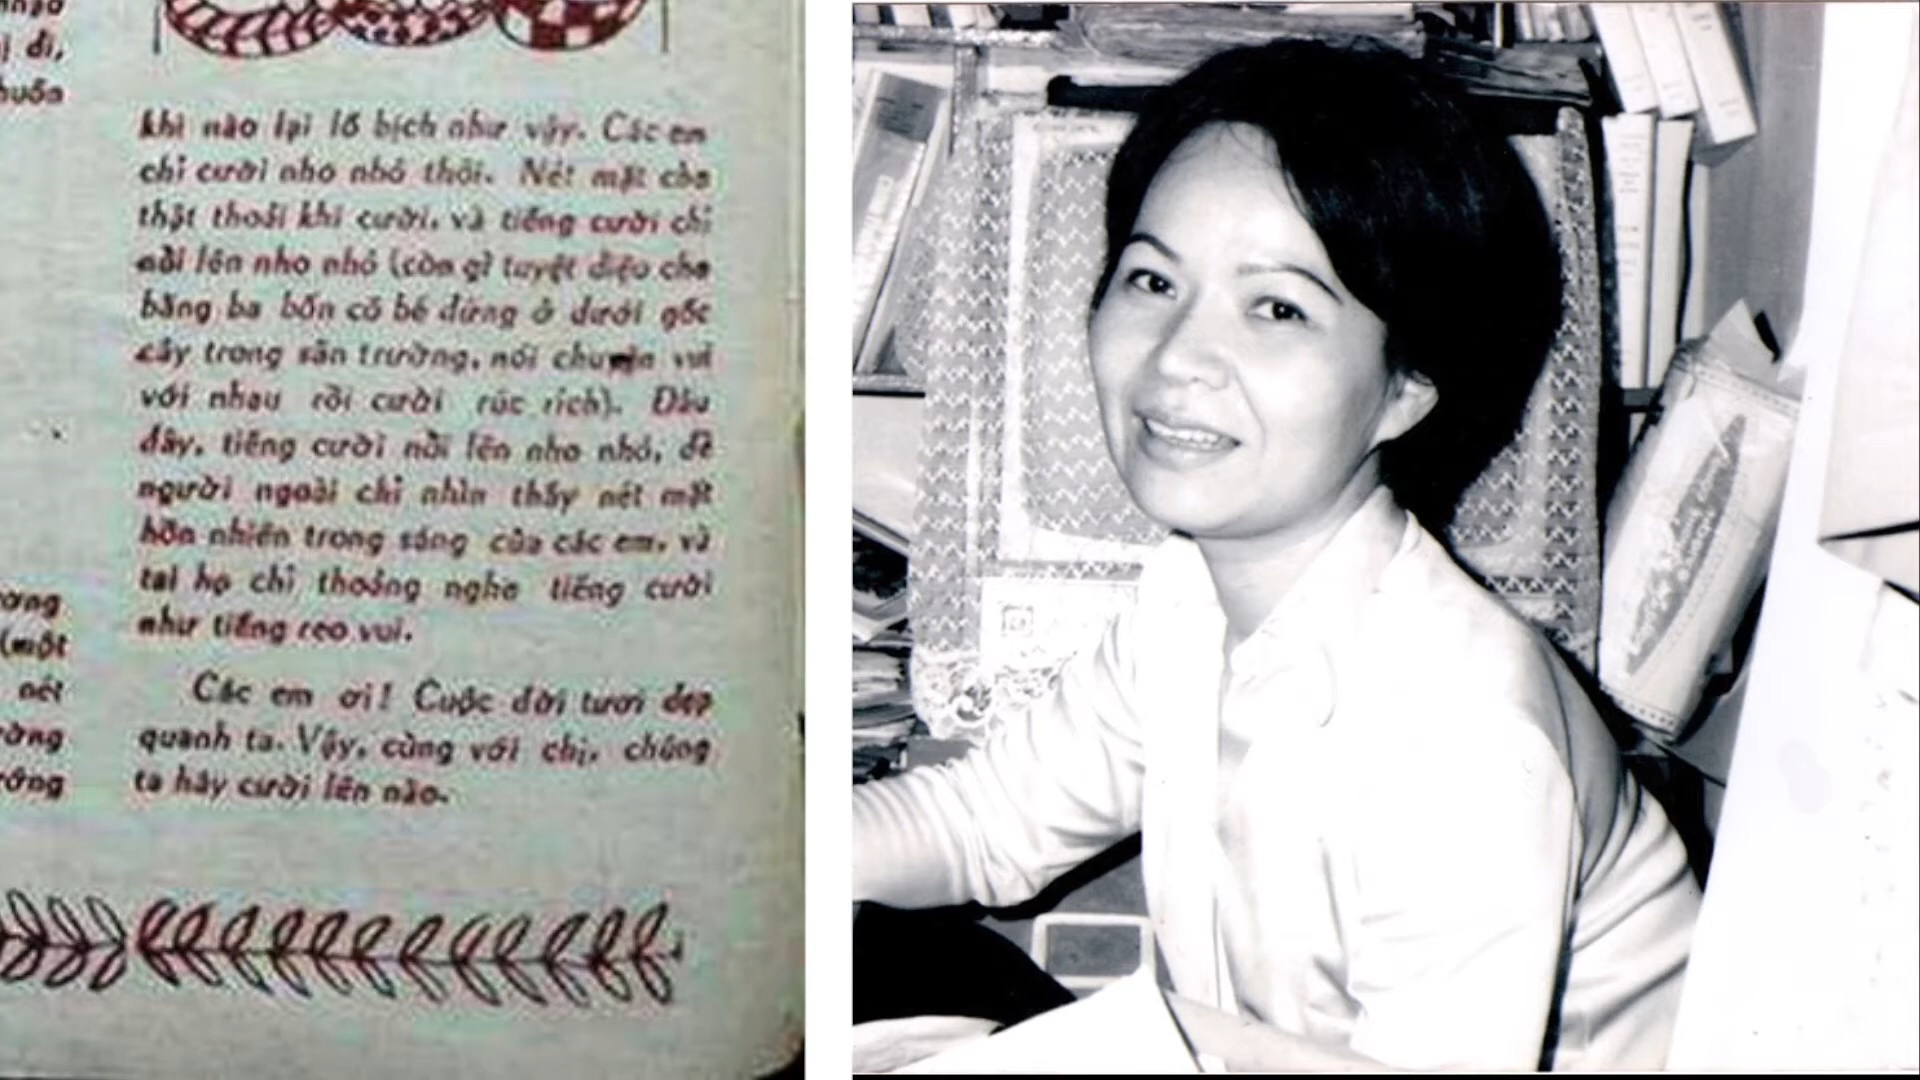 ị đi,
khi nào lại lố bịch như vậy. Các em
chỉ cười nho nhỏ thôi. Nét mặt cho
thật thoải khi cười, và tiếng cười chỉ
nổi lên nho nhỏ (còn gì tuyệt diệu cho
bằng ba bốn cô bé đứng ở dưới gốc
cây trong sân trường, nói chuyện vui
với nhau rồi cười rúc rích). Đâu
đây, tiếng cười nổi lên nho nhỏ, để
người ngoài chỉ nhìn thấy nét mặt
hồn nhiên trong sáng của các em, và
tai họ chỉ thoảng nghe tiếng cười
như tiếng reo vui.
(một
nét
Các em ơi! Cuộc đời tươi đẹp
quanh ta. Vậy, cùng với chị, chúng
ta hãy cười lên nào.